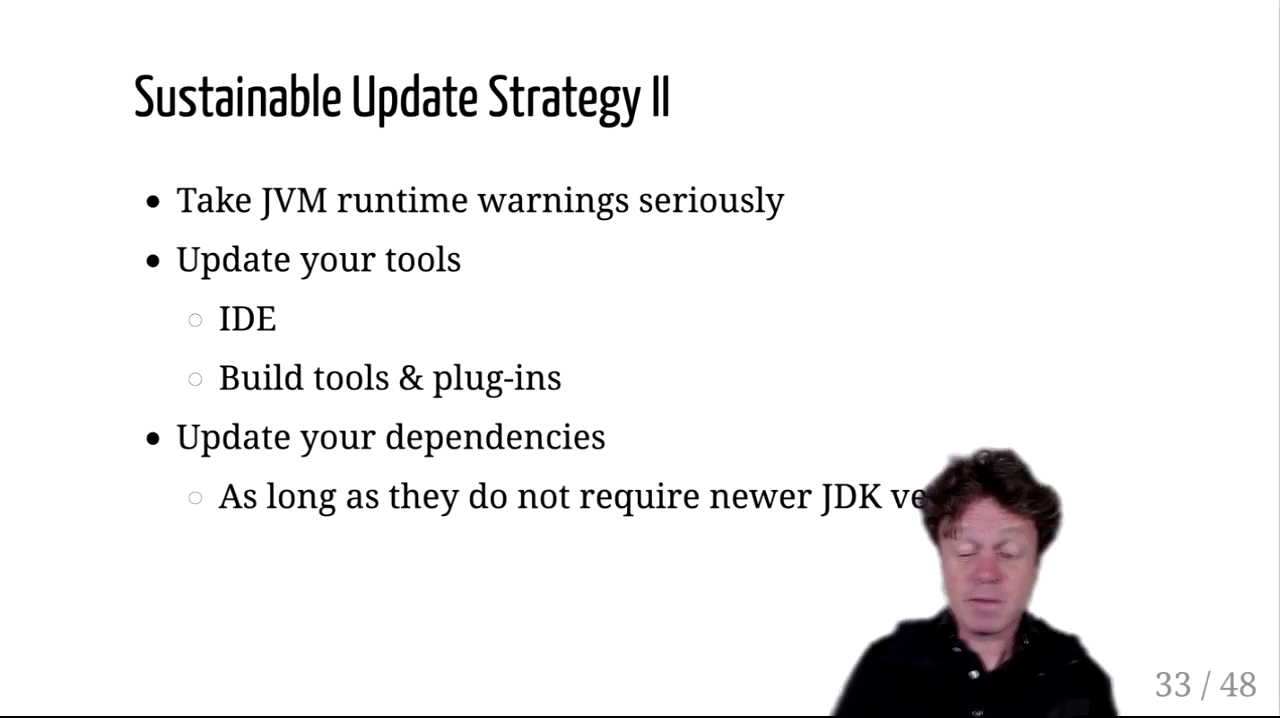 Sustainable Update Strategy II
• Take JVM runtime warnings seriously
• Update your tools
○ IDE
○ Build tools & plug-ins
• Update your dependencies
○ As long as they do not require newer JDK
33 / 48